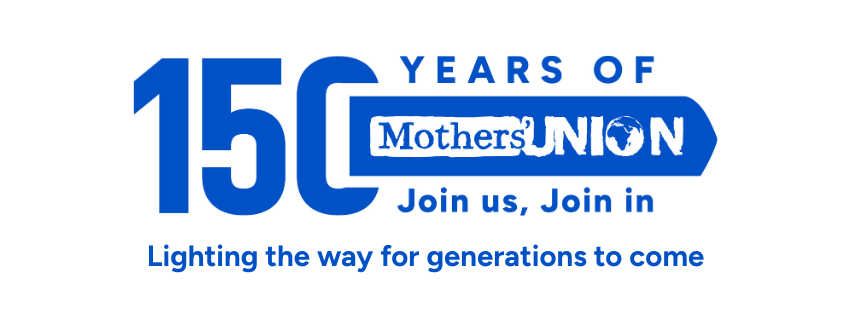 150 YEARS OF
Mothers' UNION
Join us, Join in
Lighting the way for generations to come